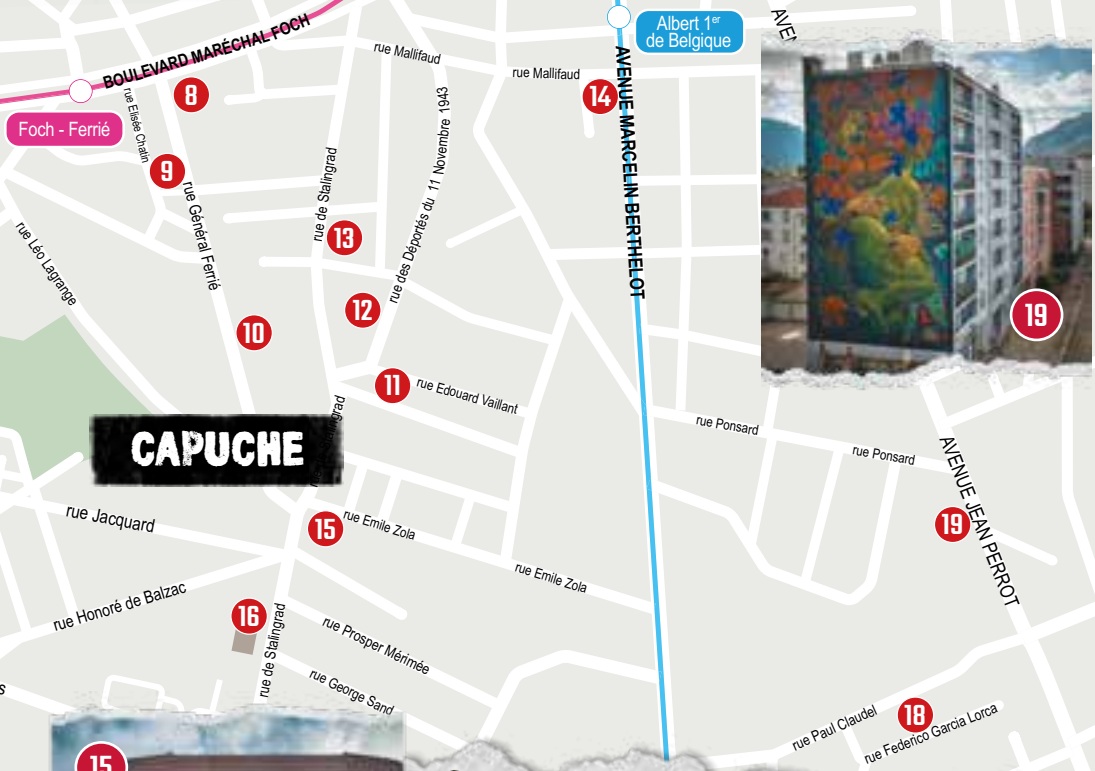 Albert 1er
de Belgique
BOULEVARD MARÉCHAL FOCH
rue Mallifaud
rue Mallifaud
8
14
Foch - Ferrié
rue Elisée Chatin
9
rue Général Ferrié
rue de Stalingrad
13
rue des Déportés du 11 Novembre 1943
AVENUE MARCELIN BERTHELOT
rue Léo Lagrange
12
10
19
11
rue Edouard Vaillant
CAPUCHE
rue Ponsard
rue Ponsard
AVENUE JEAN PERROT
rue Jacquard
15
rue Emile Zola
19
rue Emile Zola
rue Honoré de Balzac
16
rue de Stalingrad
rue Prosper Mérimée
rue George Sand
18
rue Paul Claudel
rue Federico Garcia Lorca
15